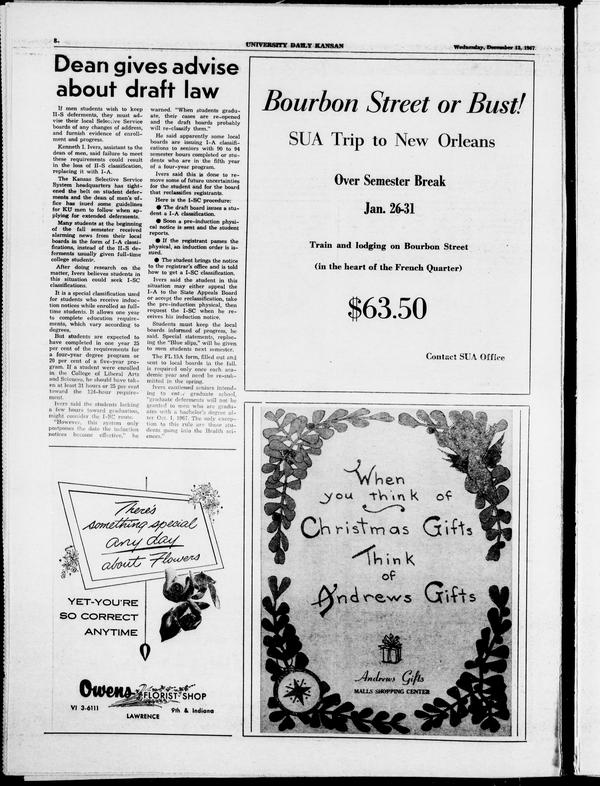 8.
UNIVERSITY DAILY KANSAN
Wednesday, December 13, 1967
Dean gives advise
about draft law
If men students wish to keep
II-S deferments, they must ad-
vise their local Selective Service
boards of any changes of address,
and furnish evidence of enroll-
ment and progress.
Kenneth I. Ivers, assistant to the
dean of men, said failure to meet
these requirements could result
in the loss of II-S classification,
replacing it with I-A.
The Kansas Selective Service
System headquarters has tight-
ened the belt on student defer-
ments and the dean of men's of-
fice has isued some guidelines
for KU men to follow when ap-
plying for extended deferments.
Many students at the beginning
of the fall semester received
alarming news from their local
boards in the form of I-A classi-
fications, instead of the II-S de-
ferments usually given full-time
college students.
After doing research on the
matter, Ivers believes students in
this situation could seek I-SC
classifications.
It is a special classification used
for students who receive induc-
tion notices while enrolled as full-
time students. It allows one year
to complete education require-
ments, which vary according to
degrees.
But students are expected to
have completed in one year 25
per cent of the requirements for
a four-year degree program or
20 per cent of a five-year pro-
gram. If a student were enrolled
in the College of Liberal Arts
and Sciences, he should have tak-
en at least 31 hours or 25 per cent
toward the 124-hour require-
ment.
Ivers said the students lacking
a few hours toward graduation,
might consider the I-SC route.
"However, this system only
postpones the date the induction
notices become effective," he
warned. "When students gradu-
ate, their cases are re-opened
and the draft boards probably
will re-classify them."
He said apparently some local
boards are issuing I-A classifi-
cations to seniors with 90 to 94
semester hours completed or stu-
dents who are in the fifth year
of a four-year program.
Ivers said this is done to re-
move some of future uncertainties
for the student and for the board
that reclassifies registrants.
Here is the I-SC procedure:
● The draft board issues a stu-
dent a I-A classification.
● Soon a pre-induction physi-
cal notice is sent and the student
reports.
● If the registrant passes the
physical, an induction order is is-
sued.
● The student brings the notice
to the registrar's office and is told
how to get a I-SC classification.
Ivers said the student in this
situation may either appeal the
I-A to the State Appeals Board
or accept the reclassification, take
the pre-induction physical, then
request the I-SC when he re-
ceives his induction notice.
Students must keep the local
boards informed of progress, he
said. Special statements, replac-
ing the "Blue slips," will be given
to men students next semester.
The FL 13A form, filled out and
sent to local boards in the fall,
is required only once each aca-
demic year and need be re-sub-
mitted in the spring.
Ivers cautioned seniors intend-
ing to enter graduate school,
"graduate deferments will not be
granted to men who are gradu-
ates with a bachelor's degree af-
ter Oct. 1, 1967. The only excep-
tion to this rule are those stu-
dents going into the Health sci-
ences."
Bourbon Street or Bust!
SUA Trip to New Orleans
Over Semester Break
Jan. 26-31
Train and lodging on Bourbon Street
(in the heart of the French Quarter)
$63.50
Contact SUA Office
There's
something special
any day
about Flowers
YET-YOU'RE
SO CORRECT
ANYTIME
Owens
FLORIST SHOP
VI 3-6111
9th & Indiana
LAWRENCE
When
you think of
Christmas Gifts
Think
of
Andrews Gifts
Andrews Gifts
MALLS SHOPPING CENTER